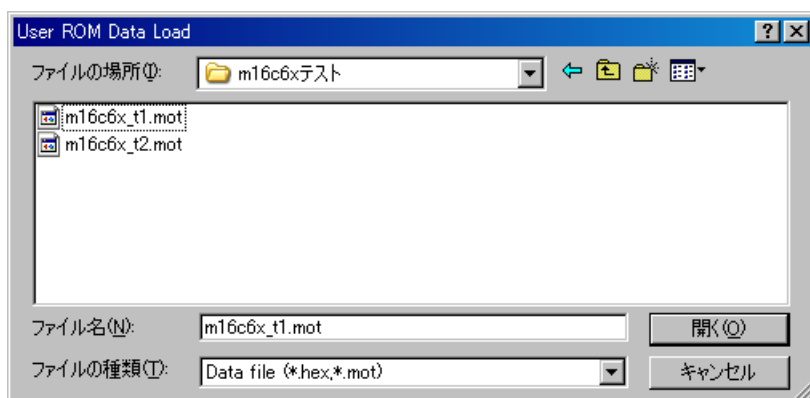 User ROM Data Load
ファイルの場所(I): m16c6xテスト
m16c6x_t1.mot
m16c6x_t2.mot
ファイル名(N): m16c6x_t1.mot 開く(O)
ファイルの種類(T): Data file (*.hex,*.mot) キャンセル